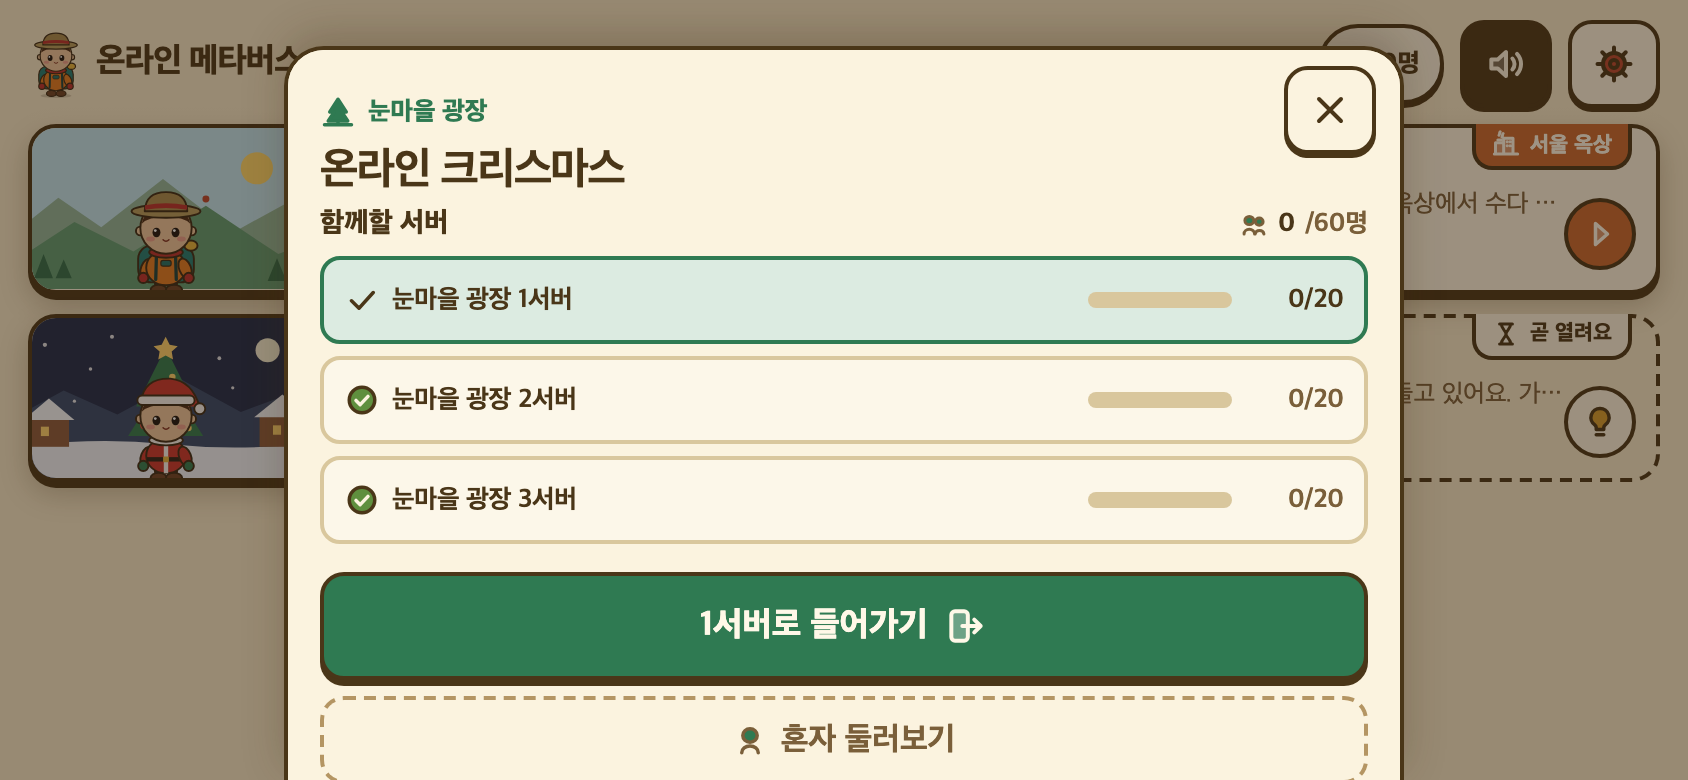 온라인 메타버스
명
눈마을 광장
온라인 크리스마스
함께할 서버
0 /60명
눈마을 광장 1서버
0/20
눈마을 광장 2서버
0/20
눈마을 광장 3서버
0/20
1서버로 들어가기
혼자 둘러보기
서울 옥상
옥상에서 수다 …
곧 열려요
들고 있어요. 가…